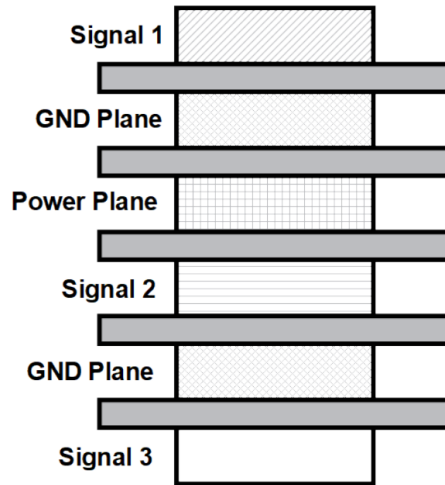 Signal 1
GND Plane
Power Plane
Signal 2
GND Plane
Signal 3